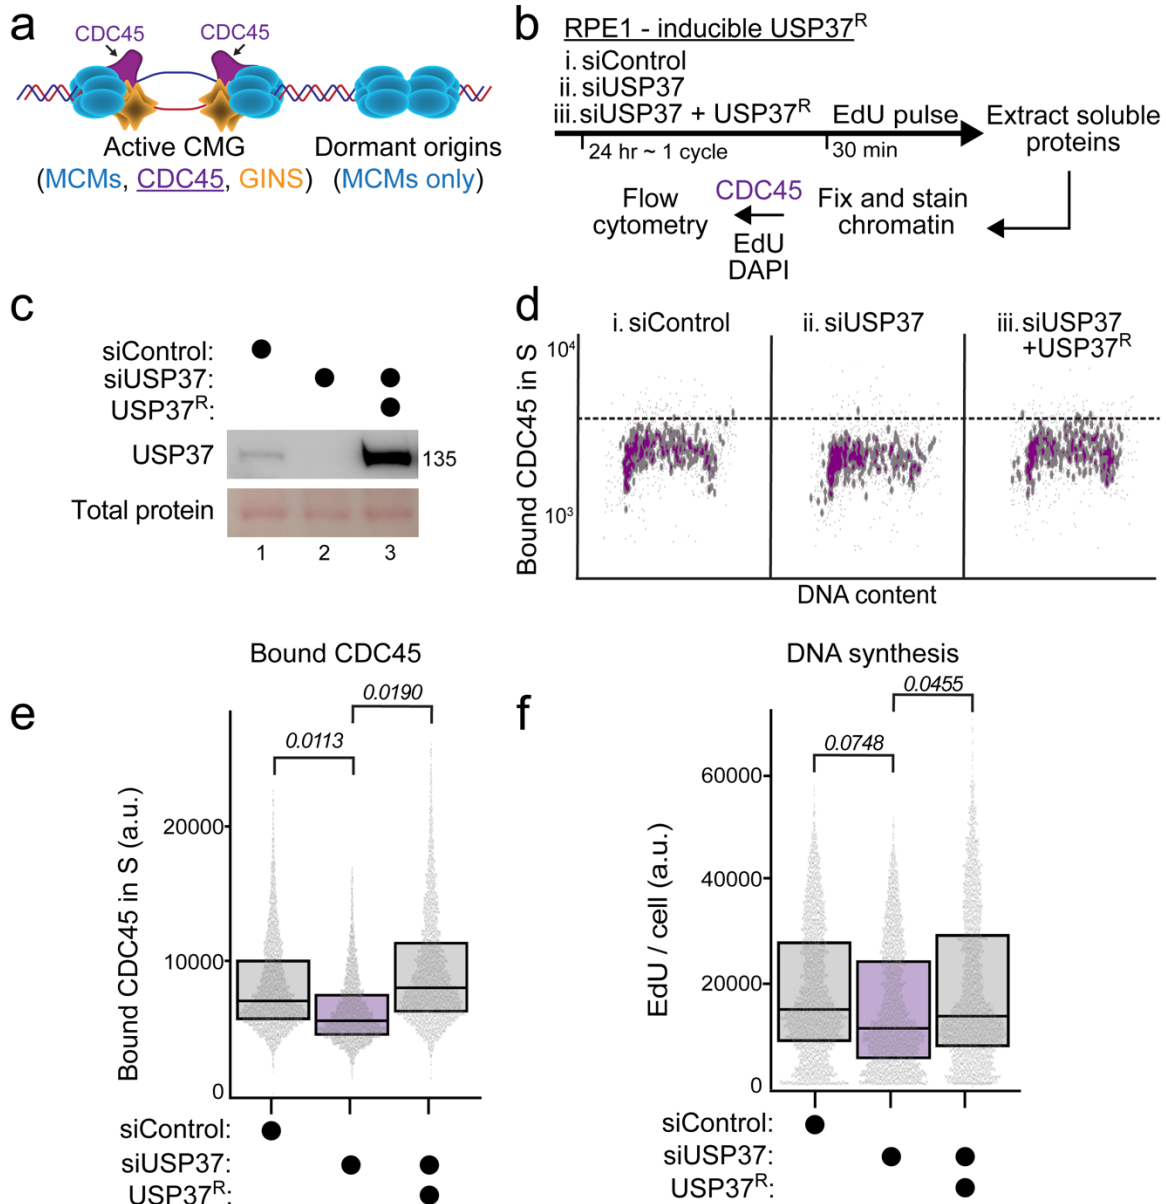 a
CDC45 CDC45
Active CMG
(MCMs, CDC45, GINS)
Dormant origins
(MCMs only)
b
RPE1 - inducible USP37ᴿ
i. siControl
ii. siUSP37
iii. siUSP37 + USP37ᴿ
EdU pulse
24 hr ~ 1 cycle
30 min
Extract soluble
proteins
Fix and stain
chromatin
CDC45
EdU
DAPI
Flow
cytometry
c
siControl:
siUSP37:
USP37ᴿ:
USP37
135
Total protein
1 2 3
d
i. siControl
ii. siUSP37
iii. siUSP37
+USP37ᴿ
Bound CDC45 in S
10⁴
10³
DNA content
e
Bound CDC45
0.0190
0.0113
Bound CDC45 in S (a.u.)
20000
10000
0
siControl:
siUSP37:
USP37ᴿ:
f
DNA synthesis
0.0455
0.0748
EdU / cell (a.u.)
60000
40000
20000
0
siControl:
siUSP37:
USP37ᴿ: